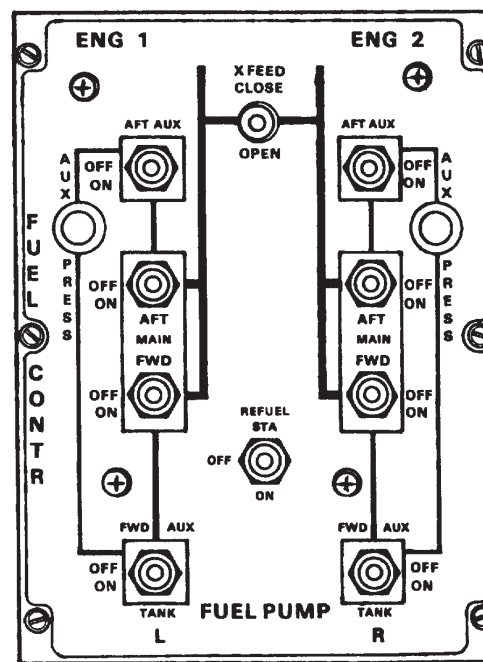 ENG 1
ENG 2
X FEED
CLOSE
OPEN
AFT AUX
OFF
ON
AFT AUX
OFF
ON
AUX
PRESS
AUX
PRESS
FUEL
CONTR
OFF
ON
AFT
MAIN
FWD
OFF
ON
OFF
ON
AFT
MAIN
FWD
OFF
ON
REFUEL
STA
OFF
ON
FWD AUX
OFF
ON
TANK
L
FWD AUX
OFF
ON
TANK
R
FUEL PUMP